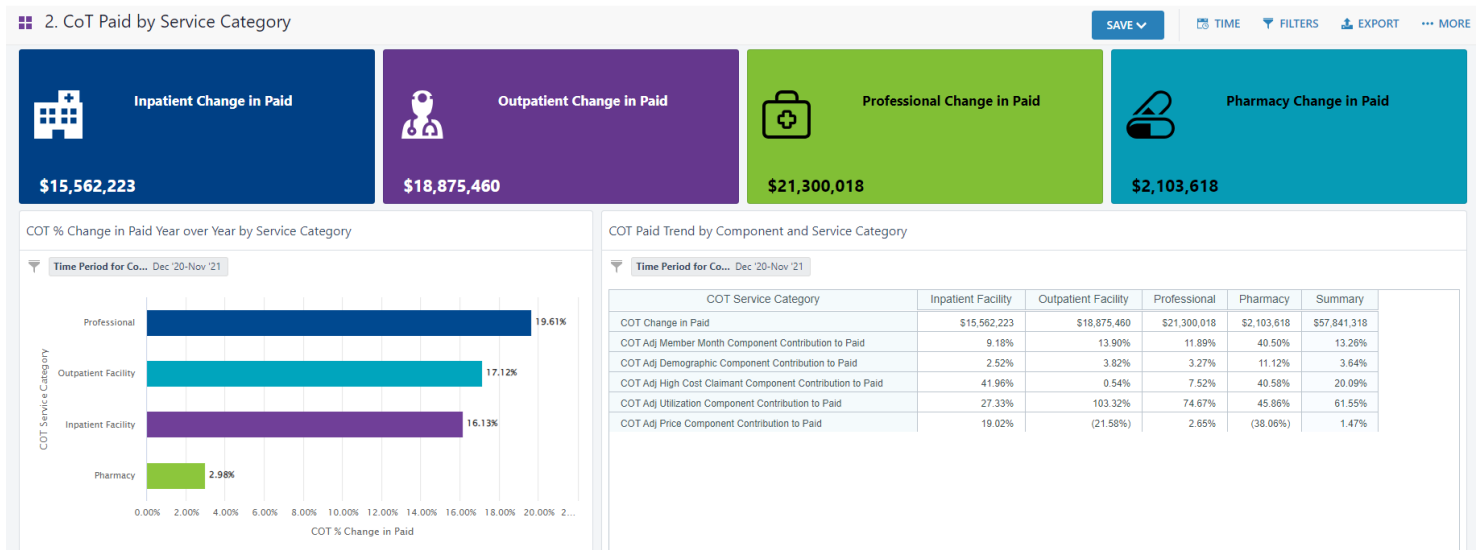 2. CoT Paid by Service Category
SAVE
TIME
FILTERS
EXPORT
MORE
Inpatient Change in Paid
$15,562,223
Outpatient Change in Paid
$18,875,460
Professional Change in Paid
$21,300,018
Pharmacy Change in Paid
$2,103,618
COT % Change in Paid Year over Year by Service Category
Time Period for Co... Dec '20-Nov '21
COT Service Category
Professional 19.61%
Outpatient Facility 17.12%
Inpatient Facility 16.13%
Pharmacy 2.98%
0.00% 2.00% 4.00% 6.00% 8.00% 10.00% 12.00% 14.00% 16.00% 18.00% 20.00% 2...
COT % Change in Paid
COT Paid Trend by Component and Service Category
Time Period for Co... Dec '20-Nov '21
COT Service Category Inpatient Facility Outpatient Facility Professional Pharmacy Summary
COT Change in Paid $15,562,223 $18,875,460 $21,300,018 $2,103,618 $57,841,318
COT Adj Member Month Component Contribution to Paid 9.18% 13.90% 11.89% 40.50% 13.26%
COT Adj Demographic Component Contribution to Paid 2.52% 3.82% 3.27% 11.12% 3.64%
COT Adj High Cost Claimant Component Contribution to Paid 41.96% 0.54% 7.52% 40.58% 20.09%
COT Adj Utilization Component Contribution to Paid 27.33% 103.32% 74.67% 45.86% 61.55%
COT Adj Price Component Contribution to Paid 19.02% (21.58%) 2.65% (38.06%) 1.47%